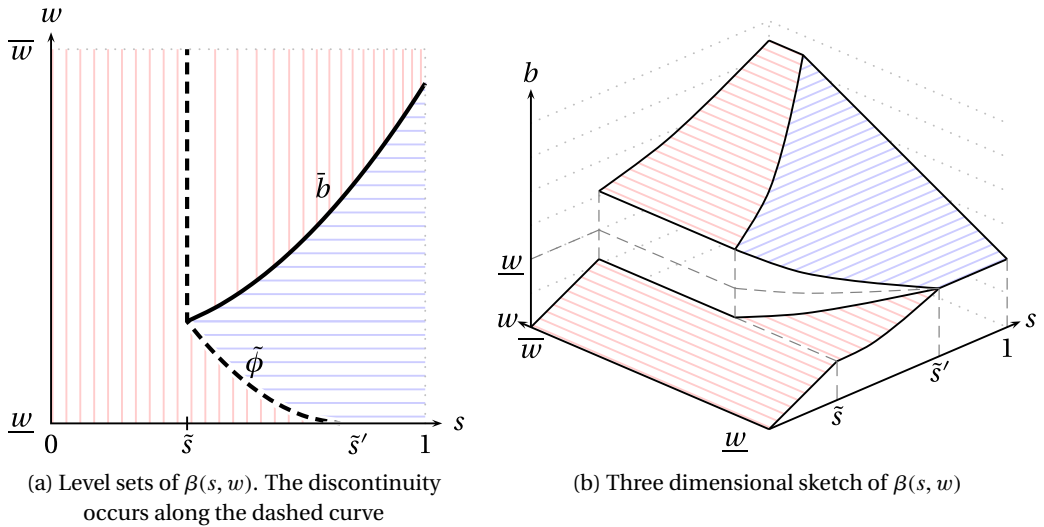 w
w̅
b̄
ϕ̃
w̲
0
s̃
s̃′
1
s
(a) Level sets of β(s, w). The discontinuity
occurs along the dashed curve
b
w̲
w
w̅
s
1
s̃′
s̃
w̲
(b) Three dimensional sketch of β(s, w)